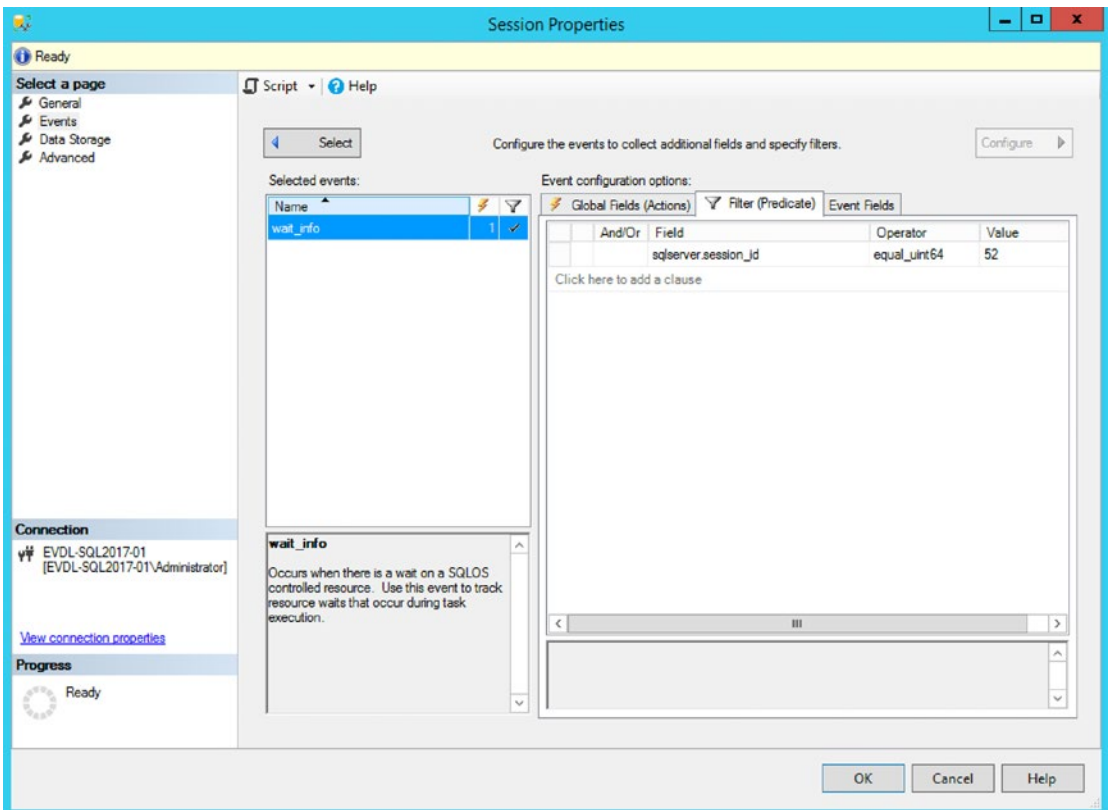 Session Properties
Ready
Select a page
General
Events
Data Storage
Advanced
Script
Help
Select
Configure the events to collect additional fields and specify filters.
Configure
Selected events:
Name
wait_info 1
wait_info
Occurs when there is a wait on a SQLOS
controlled resource.  Use this event to track
resource waits that occur during task
execution.
Event configuration options:
Global Fields (Actions) Filter (Predicate) Event Fields
And/Or Field Operator Value
sqlserver.session_id equal_uint64 52
Click here to add a clause
Connection
EVDL-SQL2017-01
[EVDL-SQL2017-01\Administrator]
View connection properties
Progress
Ready
OK Cancel Help